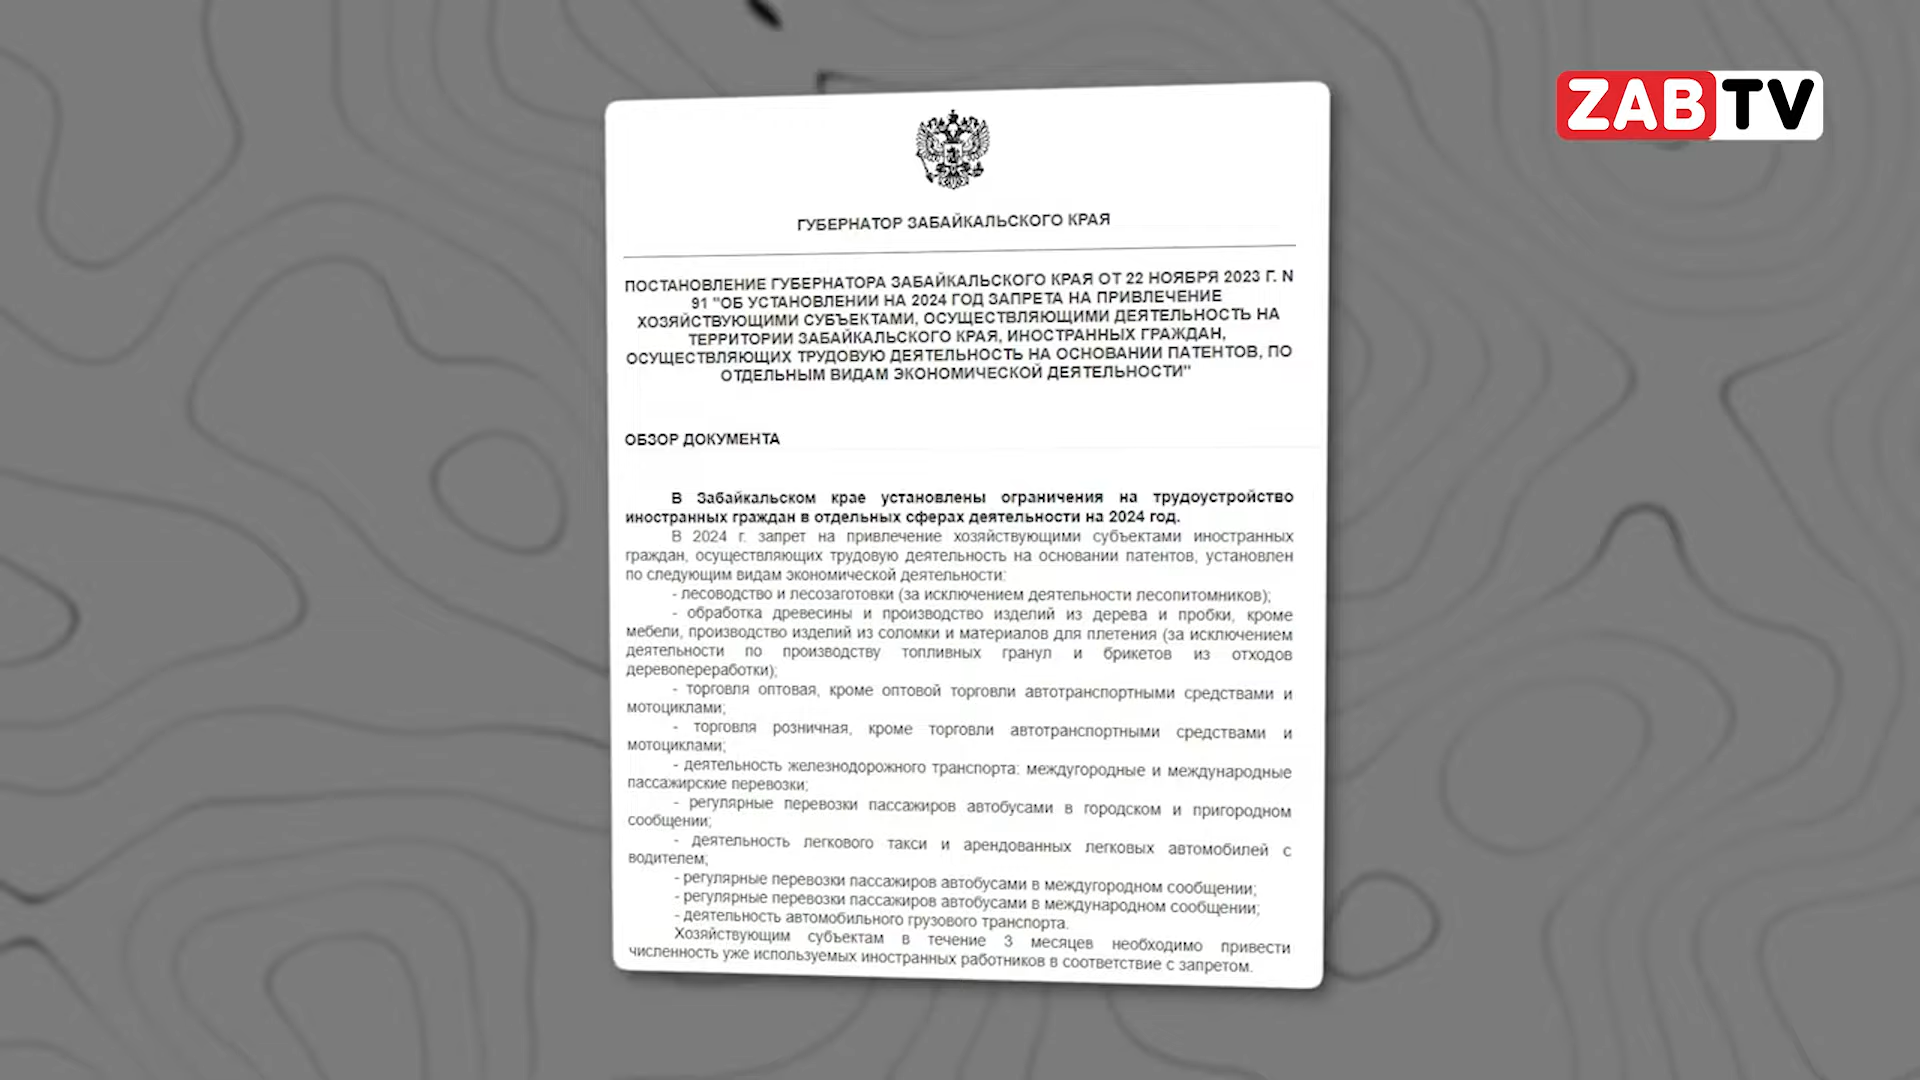 ZABTV
ГУБЕРНАТОР ЗАБАЙКАЛЬСКОГО КРАЯ
ПОСТАНОВЛЕНИЕ ГУБЕРНАТОРА ЗАБАЙКАЛЬСКОГО КРАЯ ОТ 22 НОЯБРЯ 2023 Г. N
91 "ОБ УСТАНОВЛЕНИИ НА 2024 ГОД ЗАПРЕТА НА ПРИВЛЕЧЕНИЕ
ХОЗЯЙСТВУЮЩИМИ СУБЪЕКТАМИ, ОСУЩЕСТВЛЯЮЩИМИ ДЕЯТЕЛЬНОСТЬ НА
ТЕРРИТОРИИ ЗАБАЙКАЛЬСКОГО КРАЯ, ИНОСТРАННЫХ ГРАЖДАН,
ОСУЩЕСТВЛЯЮЩИХ ТРУДОВУЮ ДЕЯТЕЛЬНОСТЬ НА ОСНОВАНИИ ПАТЕНТОВ, ПО
ОТДЕЛЬНЫМ ВИДАМ ЭКОНОМИЧЕСКОЙ ДЕЯТЕЛЬНОСТИ"
ОБЗОР ДОКУМЕНТА
В Забайкальском крае установлены ограничения на трудоустройство
иностранных граждан в отдельных сферах деятельности на 2024 год.
В 2024 г. запрет на привлечение хозяйствующими субъектами иностранных
граждан, осуществляющих трудовую деятельность на основании патентов, установлен
по следующим видам экономической деятельности:
- лесоводство и лесозаготовки (за исключением деятельности лесопитомников);
- обработка древесины и производство изделий из дерева и пробки, кроме
мебели, производство изделий из соломки и материалов для плетения (за исключением
деятельности по производству топливных гранул и брикетов из отходов
деревопереработки);
- торговля оптовая, кроме оптовой торговли автотранспортными средствами и
мотоциклами;
- торговля розничная, кроме торговли автотранспортными средствами и
мотоциклами;
- деятельность железнодорожного транспорта: междугородные и международные
пассажирские перевозки;
- регулярные перевозки пассажиров автобусами в городском и пригородном
сообщении;
- деятельность легкового такси и арендованных легковых автомобилей с
водителем;
- регулярные перевозки пассажиров автобусами в междугородном сообщении;
- регулярные перевозки пассажиров автобусами в международном сообщении;
- деятельность автомобильного грузового транспорта.
Хозяйствующим субъектам в течение 3 месяцев необходимо привести
численность уже используемых иностранных работников в соответствие с запретом.